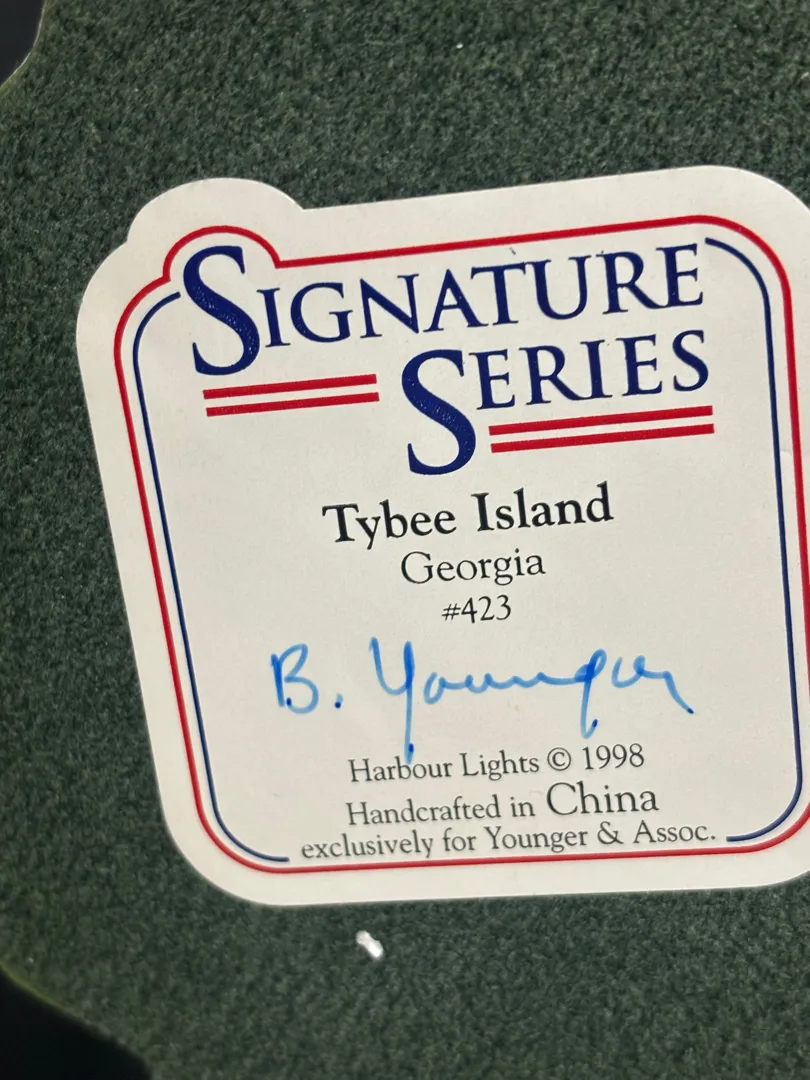 SIGNATURE
SERIES
Tybee Island
Georgia
#423
B. Younger
Harbour Lights © 1998
Handcrafted in China
exclusively for Younger & Assoc.